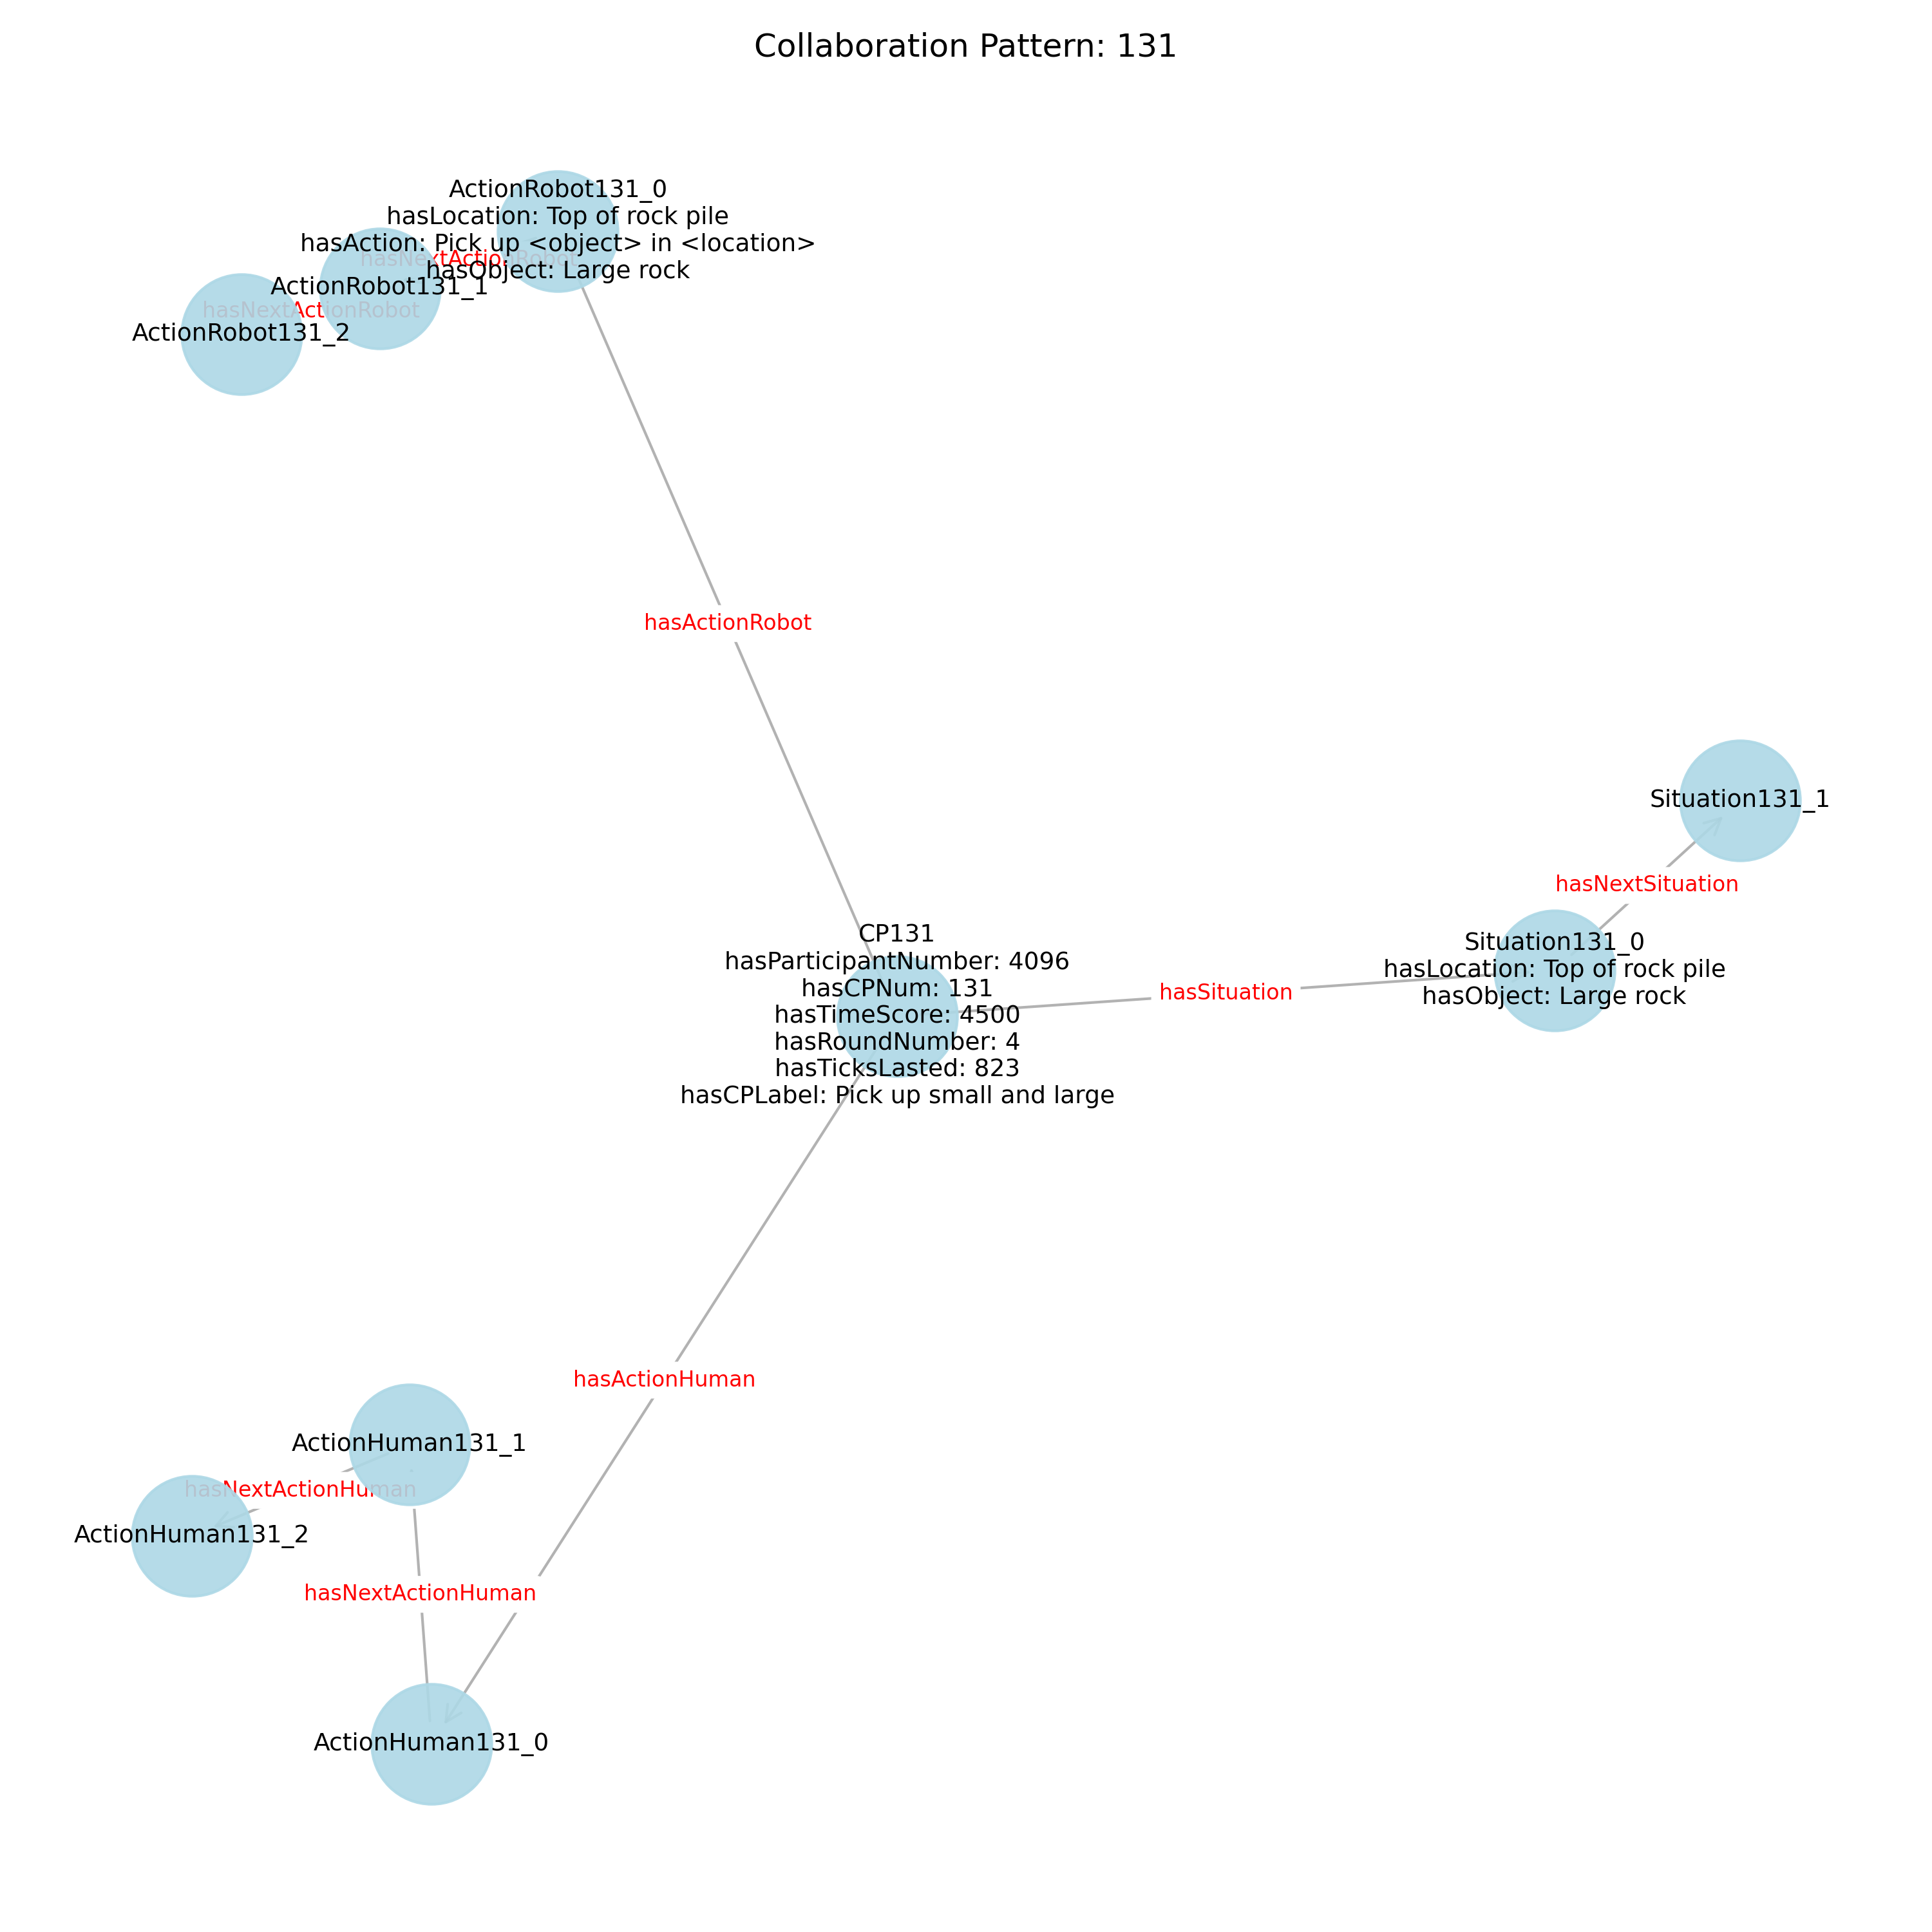 Collaboration Pattern: 131
ActionRobot131_0
hasLocation: Top of rock pile
hasAction: Pick up <object> in <location>
hasNextActionRobot
hasObject: Large rock
ActionRobot131_1
hasNextActionRobot
ActionRobot131_2
hasActionRobot
Situation131_1
hasNextSituation
Situation131_0
hasLocation: Top of rock pile
hasObject: Large rock
hasSituation
CP131
hasParticipantNumber: 4096
hasCPNum: 131
hasTimeScore: 4500
hasRoundNumber: 4
hasTicksLasted: 823
hasCPLabel: Pick up small and large
hasActionHuman
ActionHuman131_1
hasNextActionHuman
ActionHuman131_2
hasNextActionHuman
ActionHuman131_0